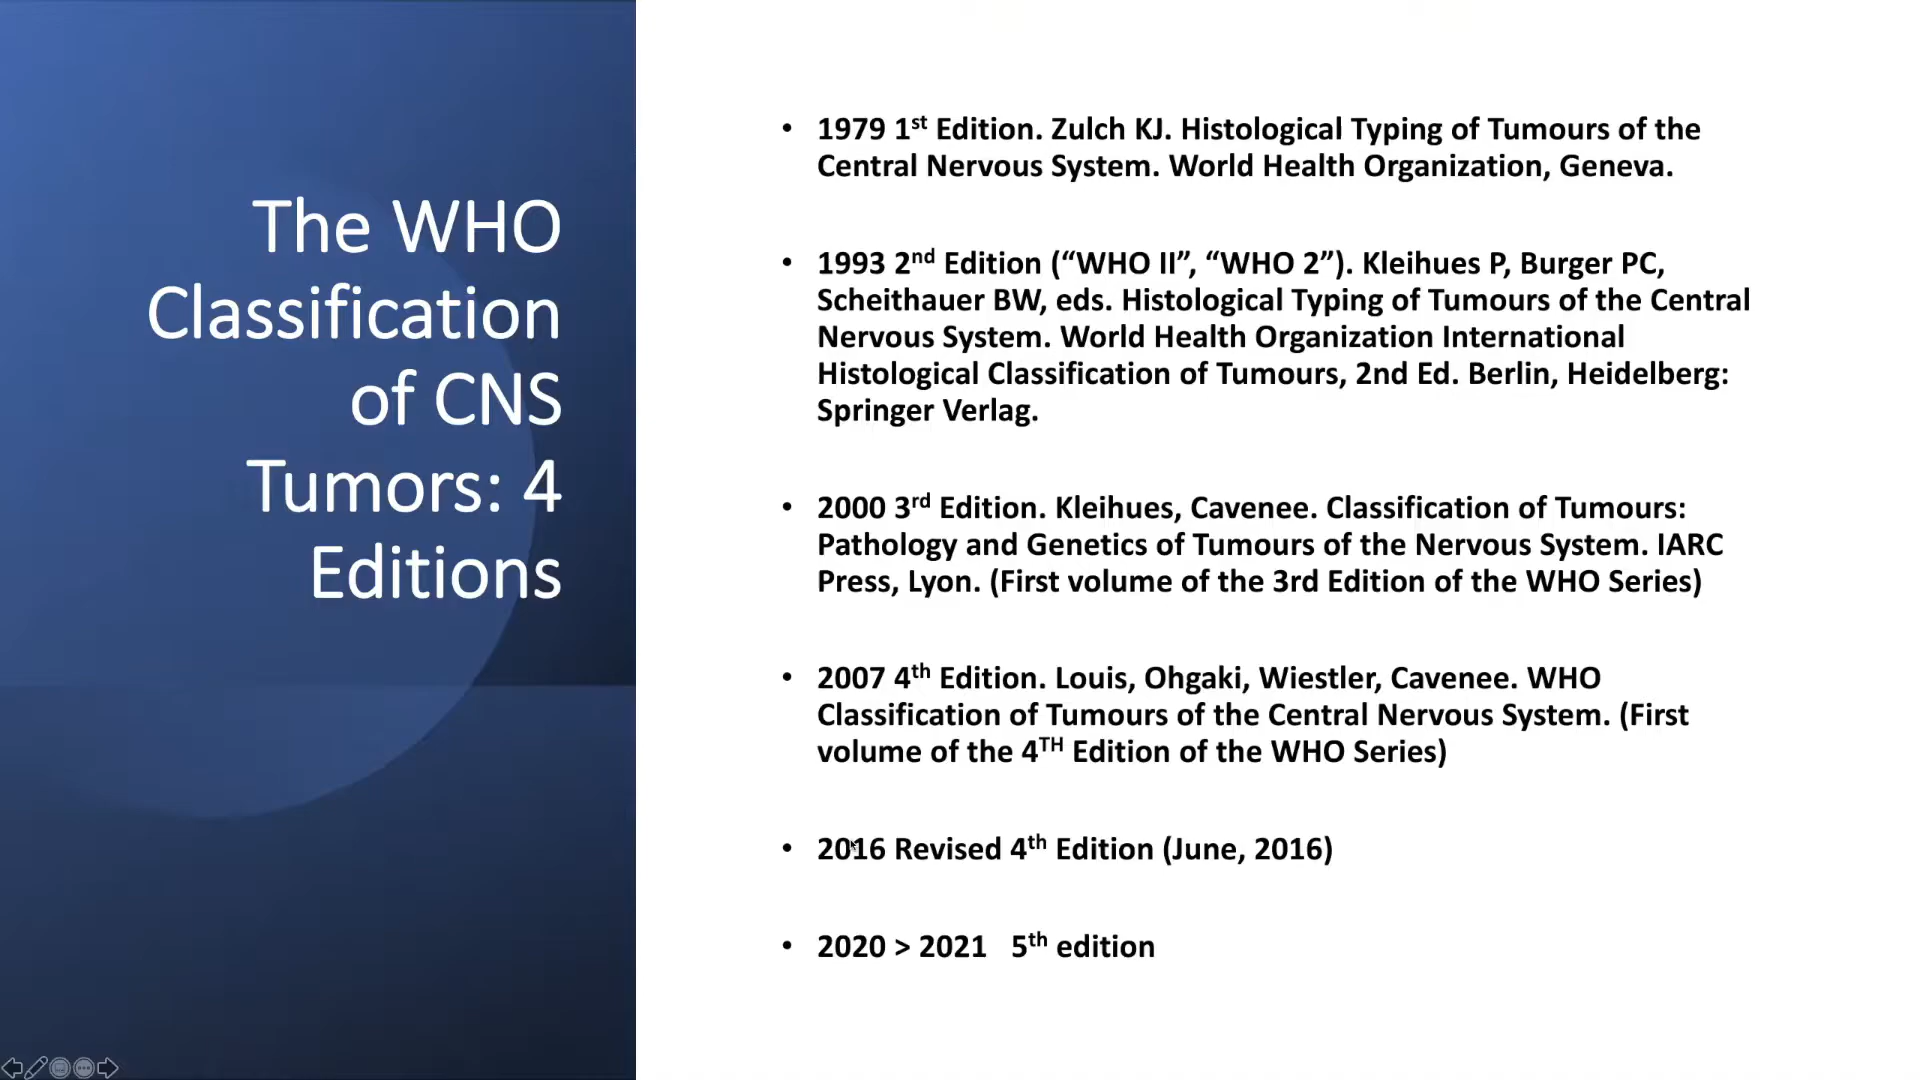 The WHO
Classification
of CNS
Tumors: 4
Editions
• 1979 1st Edition. Zulch KJ. Histological Typing of Tumours of the
Central Nervous System. World Health Organization, Geneva.
• 1993 2nd Edition (“WHO II”, “WHO 2”). Kleihues P, Burger PC,
Scheithauer BW, eds. Histological Typing of Tumours of the Central
Nervous System. World Health Organization International
Histological Classification of Tumours, 2nd Ed. Berlin, Heidelberg:
Springer Verlag.
• 2000 3rd Edition. Kleihues, Cavenee. Classification of Tumours:
Pathology and Genetics of Tumours of the Nervous System. IARC
Press, Lyon. (First volume of the 3rd Edition of the WHO Series)
• 2007 4th Edition. Louis, Ohgaki, Wiestler, Cavenee. WHO
Classification of Tumours of the Central Nervous System. (First
volume of the 4TH Edition of the WHO Series)
• 2016 Revised 4th Edition (June, 2016)
• 2020 > 2021 5th edition